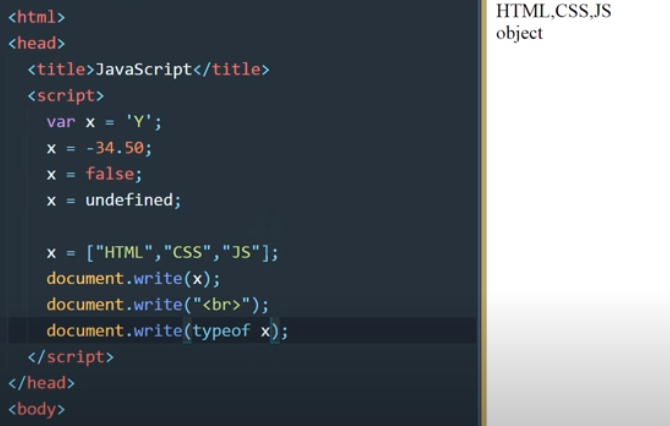 <html>
<head>
<title>JavaScript</title>
<script>
var x = 'Y';
x = -34.50;
x = false;
x = undefined;
x = ["HTML","CSS","JS"];
document.write(x);
document.write("<br>");
document.write(typeof x);
</script>
</head>
<body>
HTML,CSS,JS
object